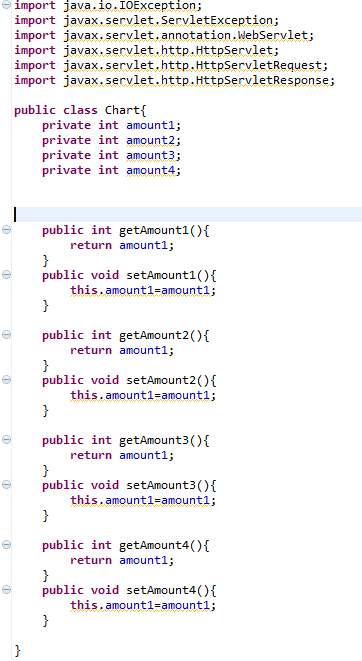 import java.io.IOException;
import javax.servlet.ServletException;
import javax.servlet.annotation.WebServlet;
import javax.servlet.http.HttpServlet;
import javax.servlet.http.HttpServletRequest;
import javax.servlet.http.HttpServletResponse;
public class Chart{
private int amount1;
private int amount2;
private int amount3;
private int amount4;
public int getAmount1(){
return amount1;
}
public void setAmount1(){
this.amount1=amount1;
}
public int getAmount2(){
return amount1;
}
public void setAmount2(){
this.amount1=amount1;
}
public int getAmount3(){
return amount1;
}
public void setAmount3(){
this.amount1=amount1;
}
public int getAmount4(){
return amount1;
}
public void setAmount4(){
this.amount1=amount1;
}
}